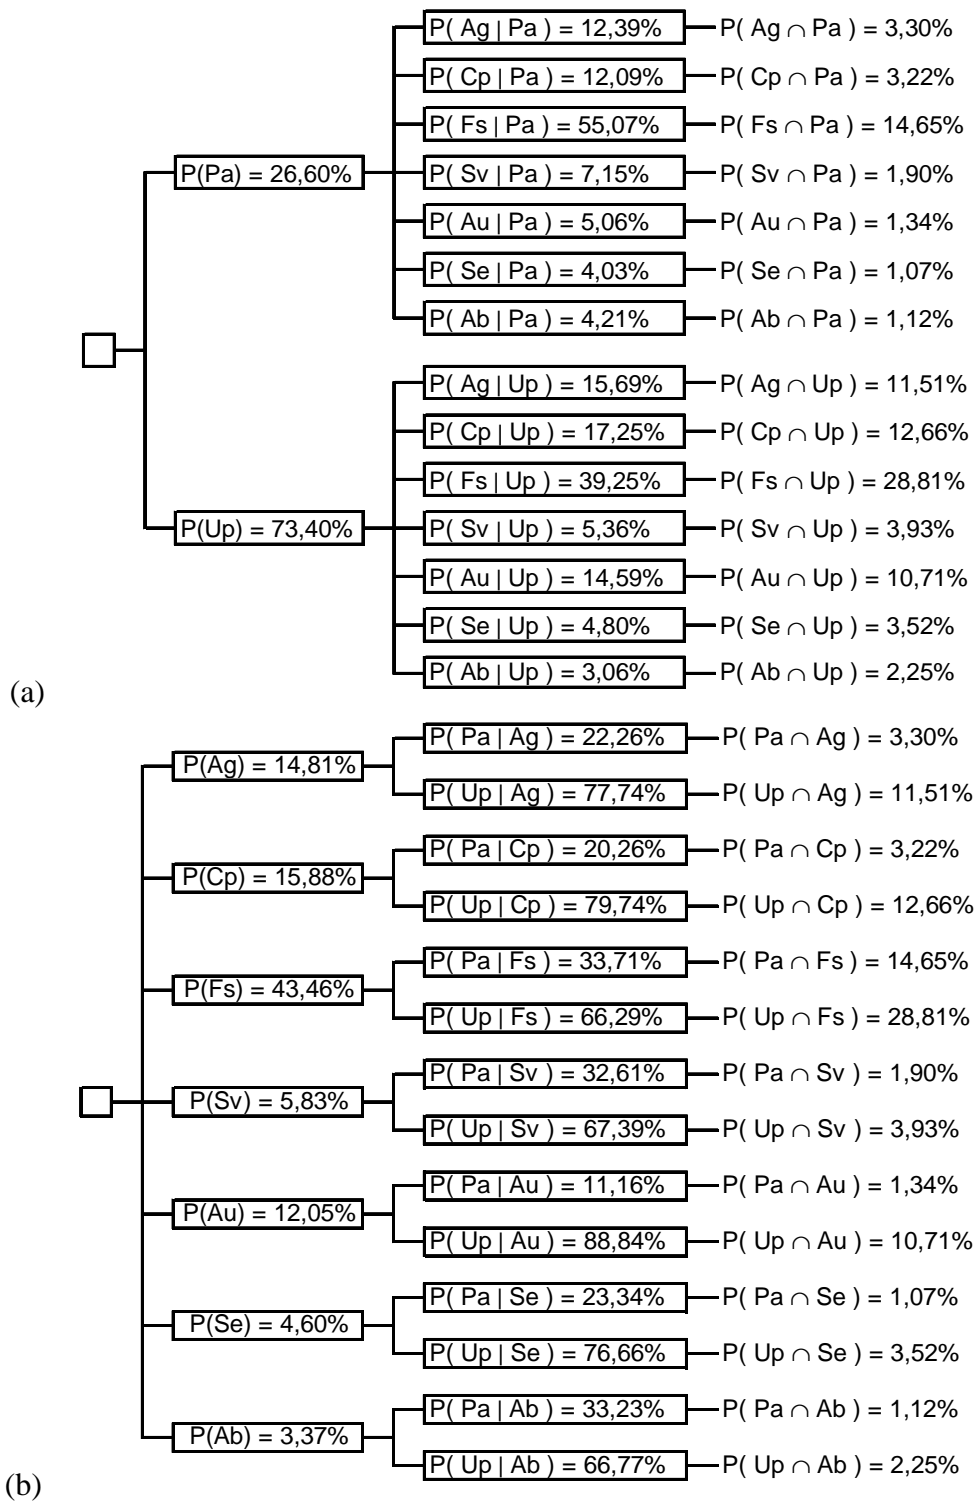 P( Ag | Pa ) = 12,39% P( Ag ∩ Pa ) = 3,30%
P( Cp | Pa ) = 12,09% P( Cp ∩ Pa ) = 3,22%
P( Fs | Pa ) = 55,07% P( Fs ∩ Pa ) = 14,65%
P(Pa) = 26,60% P( Sv | Pa ) = 7,15% P( Sv ∩ Pa ) = 1,90%
P( Au | Pa ) = 5,06% P( Au ∩ Pa ) = 1,34%
P( Se | Pa ) = 4,03% P( Se ∩ Pa ) = 1,07%
P( Ab | Pa ) = 4,21% P( Ab ∩ Pa ) = 1,12%
P( Ag | Up ) = 15,69% P( Ag ∩ Up ) = 11,51%
P( Cp | Up ) = 17,25% P( Cp ∩ Up ) = 12,66%
P( Fs | Up ) = 39,25% P( Fs ∩ Up ) = 28,81%
P(Up) = 73,40% P( Sv | Up ) = 5,36% P( Sv ∩ Up ) = 3,93%
P( Au | Up ) = 14,59% P( Au ∩ Up ) = 10,71%
P( Se | Up ) = 4,80% P( Se ∩ Up ) = 3,52%
P( Ab | Up ) = 3,06% P( Ab ∩ Up ) = 2,25%
(a)
P( Pa | Ag ) = 22,26% P( Pa ∩ Ag ) = 3,30%
P(Ag) = 14,81%
P( Up | Ag ) = 77,74% P( Up ∩ Ag ) = 11,51%
P( Pa | Cp ) = 20,26% P( Pa ∩ Cp ) = 3,22%
P(Cp) = 15,88%
P( Up | Cp ) = 79,74% P( Up ∩ Cp ) = 12,66%
P( Pa | Fs ) = 33,71% P( Pa ∩ Fs ) = 14,65%
P(Fs) = 43,46%
P( Up | Fs ) = 66,29% P( Up ∩ Fs ) = 28,81%
P( Pa | Sv ) = 32,61% P( Pa ∩ Sv ) = 1,90%
P(Sv) = 5,83%
P( Up | Sv ) = 67,39% P( Up ∩ Sv ) = 3,93%
P( Pa | Au ) = 11,16% P( Pa ∩ Au ) = 1,34%
P(Au) = 12,05%
P( Up | Au ) = 88,84% P( Up ∩ Au ) = 10,71%
P( Pa | Se ) = 23,34% P( Pa ∩ Se ) = 1,07%
P(Se) = 4,60%
P( Up | Se ) = 76,66% P( Up ∩ Se ) = 3,52%
P( Pa | Ab ) = 33,23% P( Pa ∩ Ab ) = 1,12%
P(Ab) = 3,37%
P( Up | Ab ) = 66,77% P( Up ∩ Ab ) = 2,25%
(b)